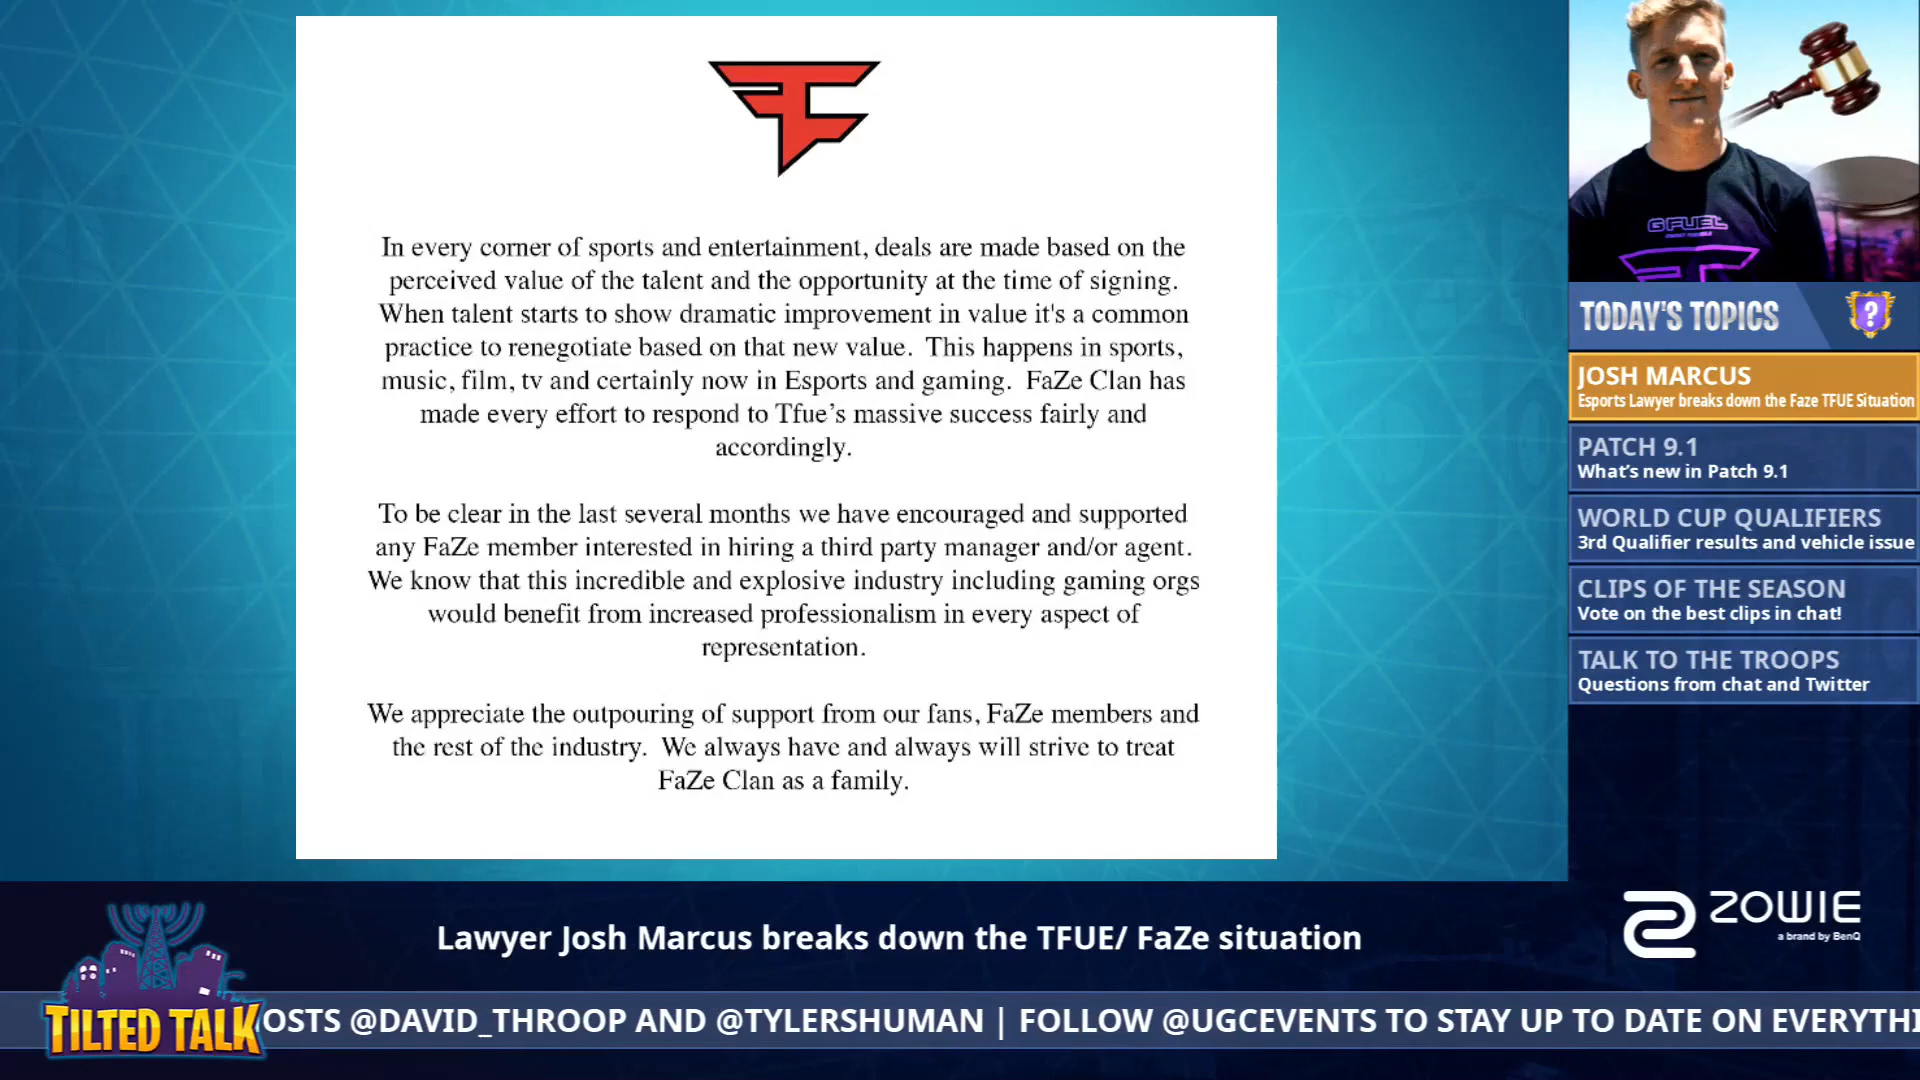 In every corner of sports and entertainment, deals are made based on the
perceived value of the talent and the opportunity at the time of signing.
When talent starts to show dramatic improvement in value it's a common
practice to renegotiate based on that new value.  This happens in sports,
music, film, tv and certainly now in Esports and gaming.  FaZe Clan has
made every effort to respond to Tfue’s massive success fairly and
accordingly.
To be clear in the last several months we have encouraged and supported
any FaZe member interested in hiring a third party manager and/or agent.
We know that this incredible and explosive industry including gaming orgs
would benefit from increased professionalism in every aspect of
representation.
We appreciate the outpouring of support from our fans, FaZe members and
the rest of the industry.  We always have and always will strive to treat
FaZe Clan as a family.
G FUEL
TODAY'S TOPICS
?
JOSH MARCUS
Esports Lawyer breaks down the Faze TFUE Situation
PATCH 9.1
What's new in Patch 9.1
WORLD CUP QUALIFIERS
3rd Qualifier results and vehicle issue
CLIPS OF THE SEASON
Vote on the best clips in chat!
TALK TO THE TROOPS
Questions from chat and Twitter
Lawyer Josh Marcus breaks down the TFUE/ FaZe situation
ZOWIE
a brand by BenQ
TILTED TALK
OSTS @DAVID_THROOP AND @TYLERSHUMAN | FOLLOW @UGCEVENTS TO STAY UP TO DATE ON EVERYTHI